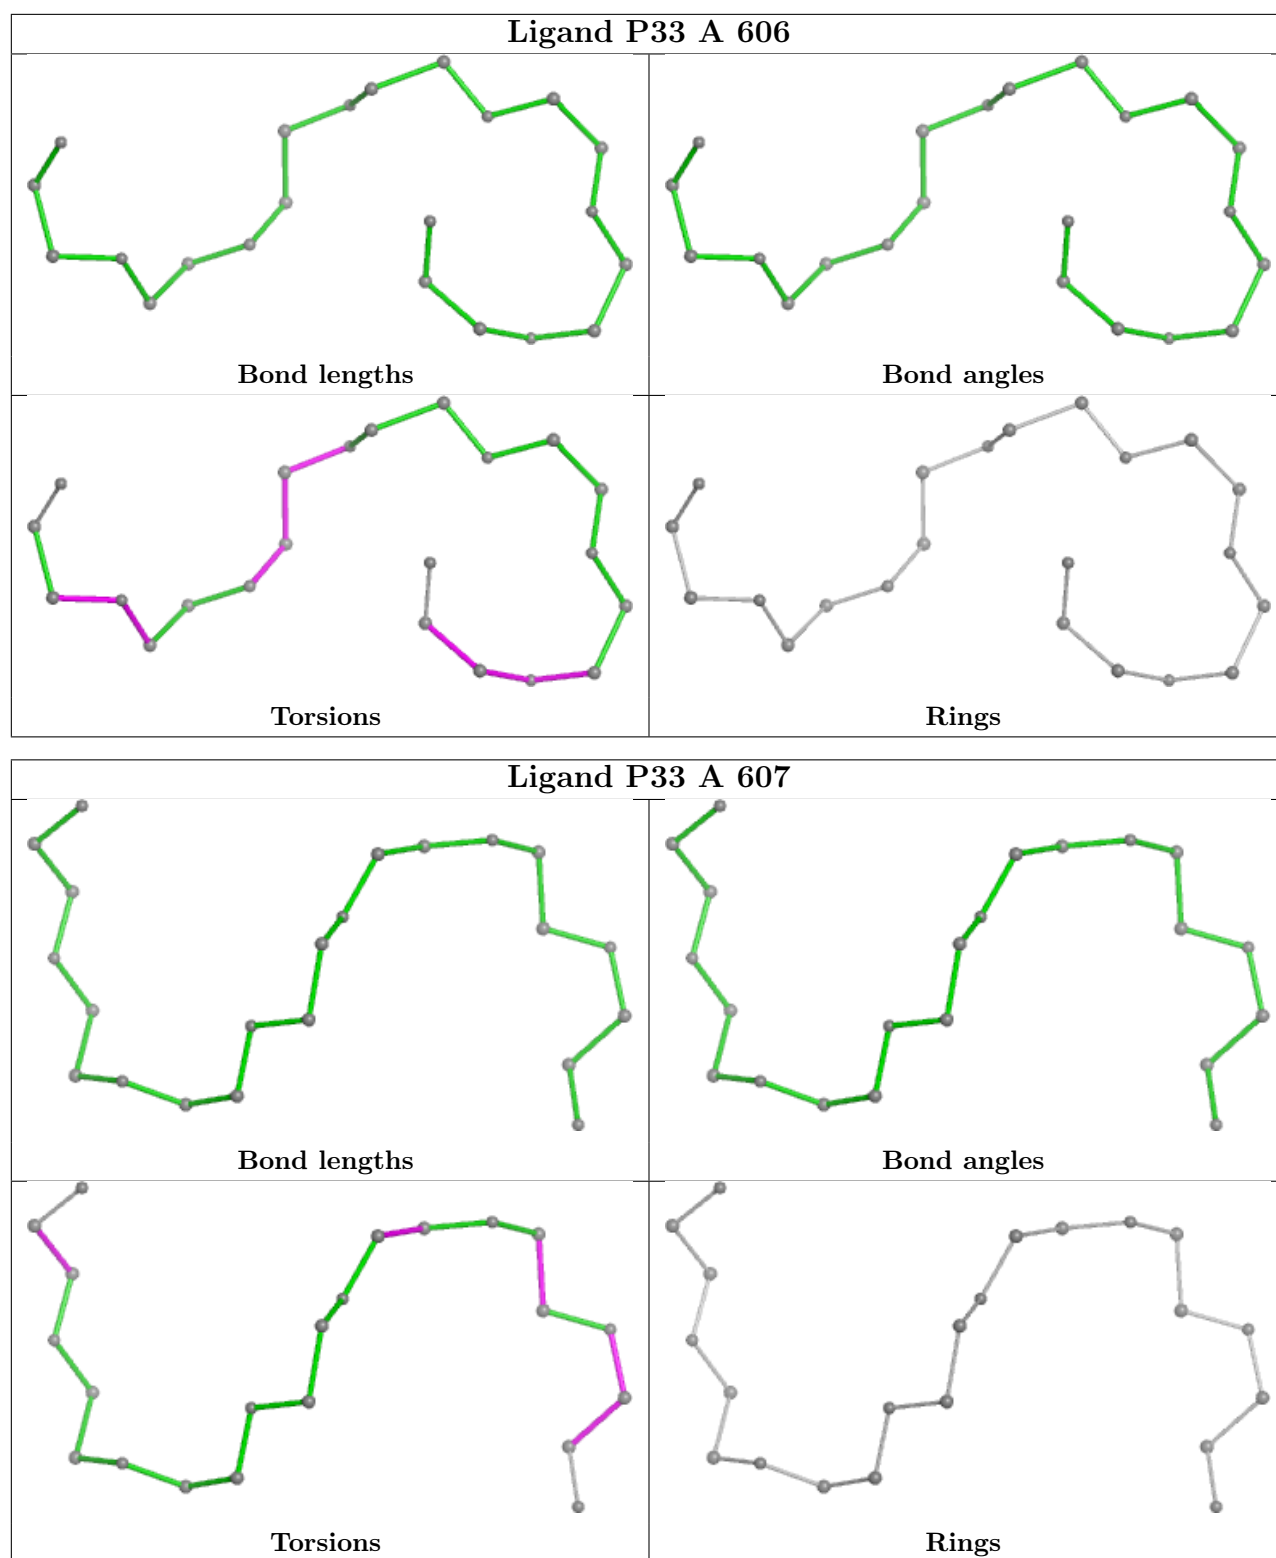 Ligand P33 A 606
Bond lengths
Bond angles
Torsions
Rings
Ligand P33 A 607
Bond lengths
Bond angles
Torsions
Rings